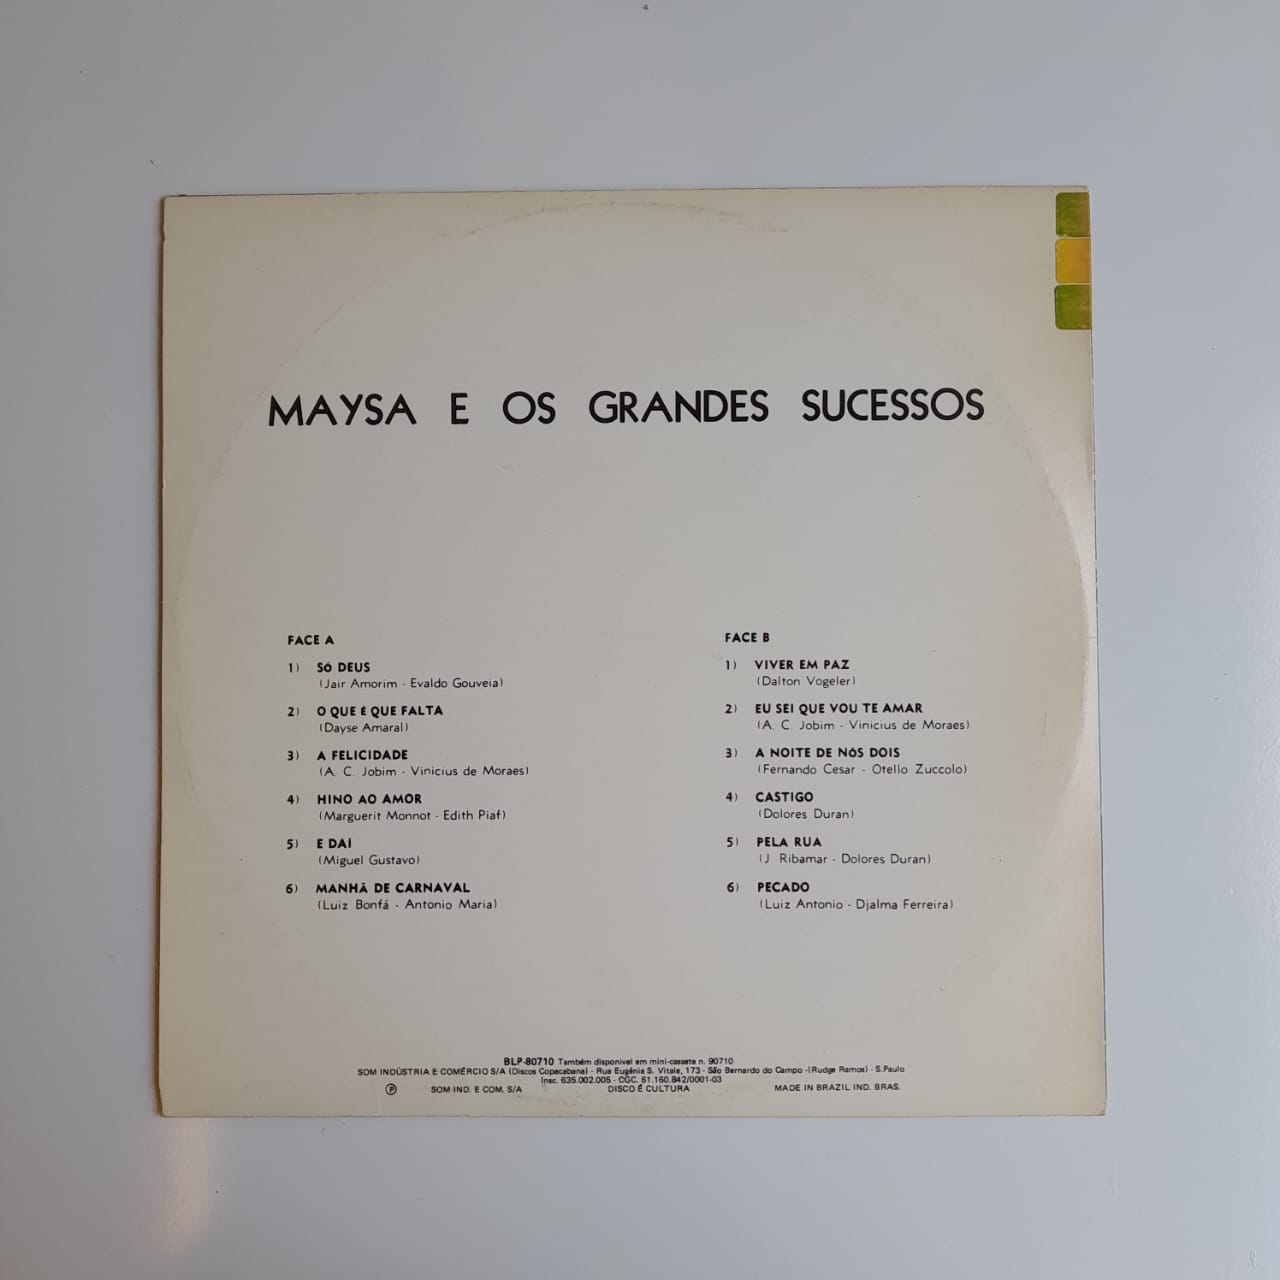 MAYSA E OS GRANDES SUCESSOS
FACE A
1) SÓ DEUS
(Jair Amorim - Evaldo Gouveia)
2) O QUE É QUE FALTA
(Dayse Amaral)
3) A FELICIDADE
(A. C. Jobim - Vinicius de Moraes)
4) HINO AO AMOR
(Marguerit Monnot - Edith Piaf)
5) E DAÍ
(Miguel Gustavo)
6) MANHÃ DE CARNAVAL
(Luiz Bonfá - Antonio Maria)
FACE B
1) VIVER EM PAZ
(Dalton Vogeler)
2) EU SEI QUE VOU TE AMAR
(A. C. Jobim - Vinicius de Moraes)
3) A NOITE DE NÓS DOIS
(Fernando Cesar - Otello Zuccolo)
4) CASTIGO
(Dolores Duran)
5) PELA RUA
(J. Ribamar - Dolores Duran)
6) PECADO
(Luiz Antonio - Djalma Ferreira)
BLP-80710 Também disponivel em mini-cassete n. 90710
SOM INDÚSTRIA E COMÉRCIO S/A (Discos Copacabana) - Rua Eugênia S. Vitale, 173 - São Bernardo do Campo -(Rudge Ramos) - S.Paulo
Insc. 635.002.005 - CGC. 61.160.842/0001-03
Ⓟ SOM IND. E COM. S/A DISCO É CULTURA MADE IN BRAZIL IND. BRAS.